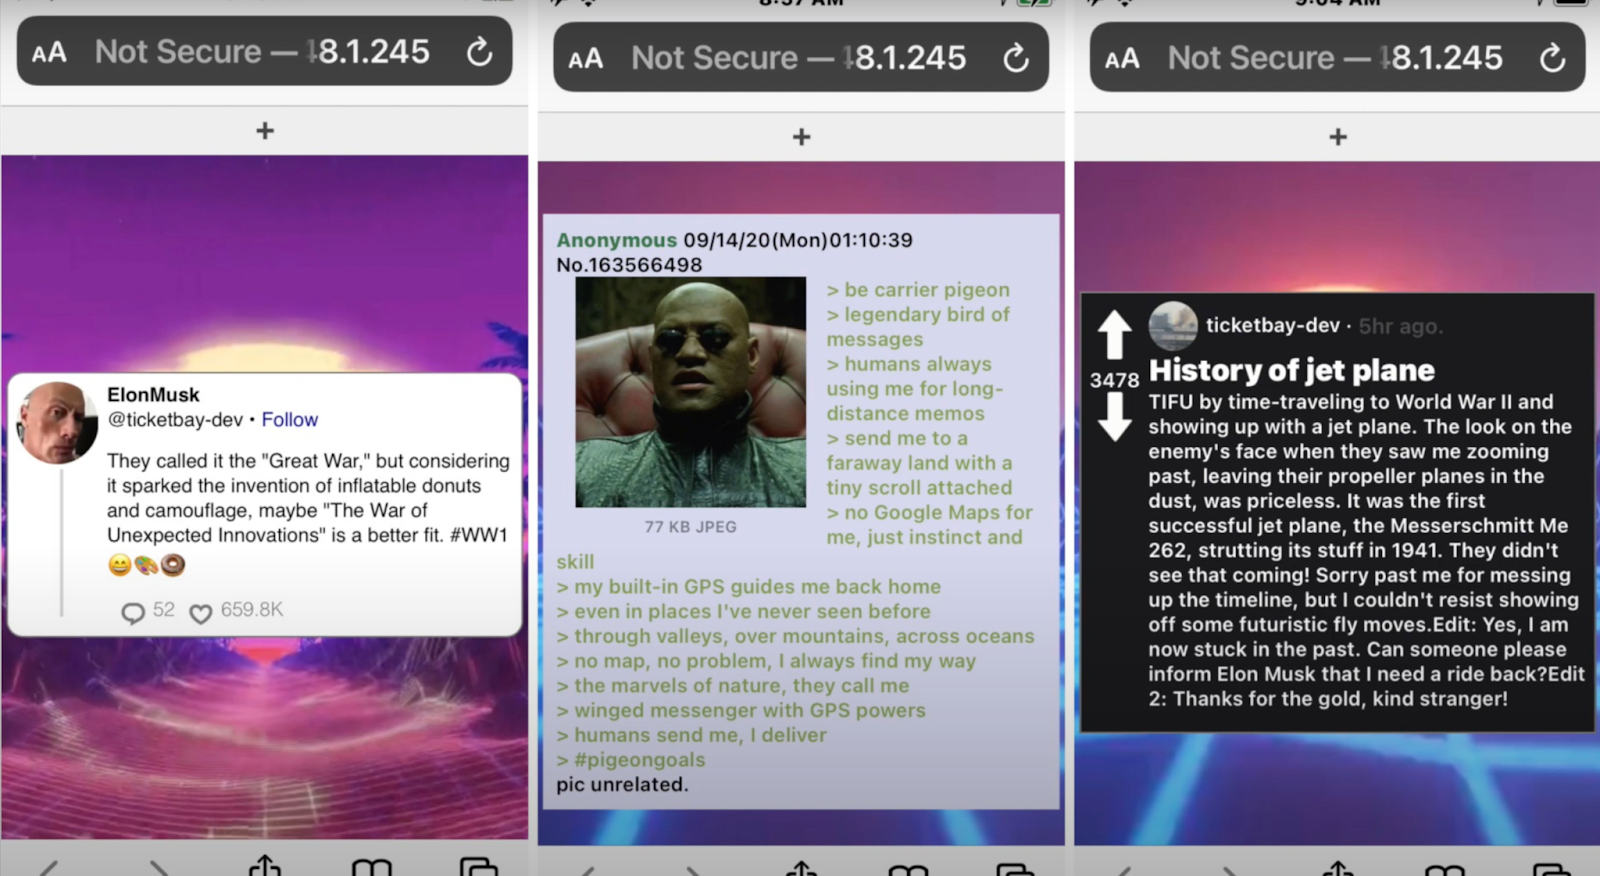 AA Not Secure — 18.1.245
+
ElonMusk
@ticketbay-dev • Follow
They called it the "Great War," but considering
it sparked the invention of inflatable donuts
and camouflage, maybe "The War of
Unexpected Innovations" is a better fit. #WW1
😄🎨🍩
52 659.8K
8:57 AM
AA Not Secure — 18.1.245
+
Anonymous 09/14/20(Mon)01:10:39
No.163566498
> be carrier pigeon
> legendary bird of
messages
> humans always
using me for long-
distance memos
> send me to a
faraway land with a
tiny scroll attached
> no Google Maps for
me, just instinct and
77 KB JPEG
skill
> my built-in GPS guides me back home
> even in places I've never seen before
> through valleys, over mountains, across oceans
> no map, no problem, I always find my way
> the marvels of nature, they call me
> winged messenger with GPS powers
> humans send me, I deliver
> #pigeongoals
pic unrelated.
9:04 AM
AA Not Secure — 18.1.245
+
ticketbay-dev · 5hr ago.
3478
History of jet plane
TIFU by time-traveling to World War II and
showing up with a jet plane. The look on the
enemy's face when they saw me zooming
past, leaving their propeller planes in the
dust, was priceless. It was the first
successful jet plane, the Messerschmitt Me
262, strutting its stuff in 1941. They didn't
see that coming! Sorry past me for messing
up the timeline, but I couldn't resist showing
off some futuristic fly moves.Edit: Yes, I am
now stuck in the past. Can someone please
inform Elon Musk that I need a ride back?Edit
2: Thanks for the gold, kind stranger!